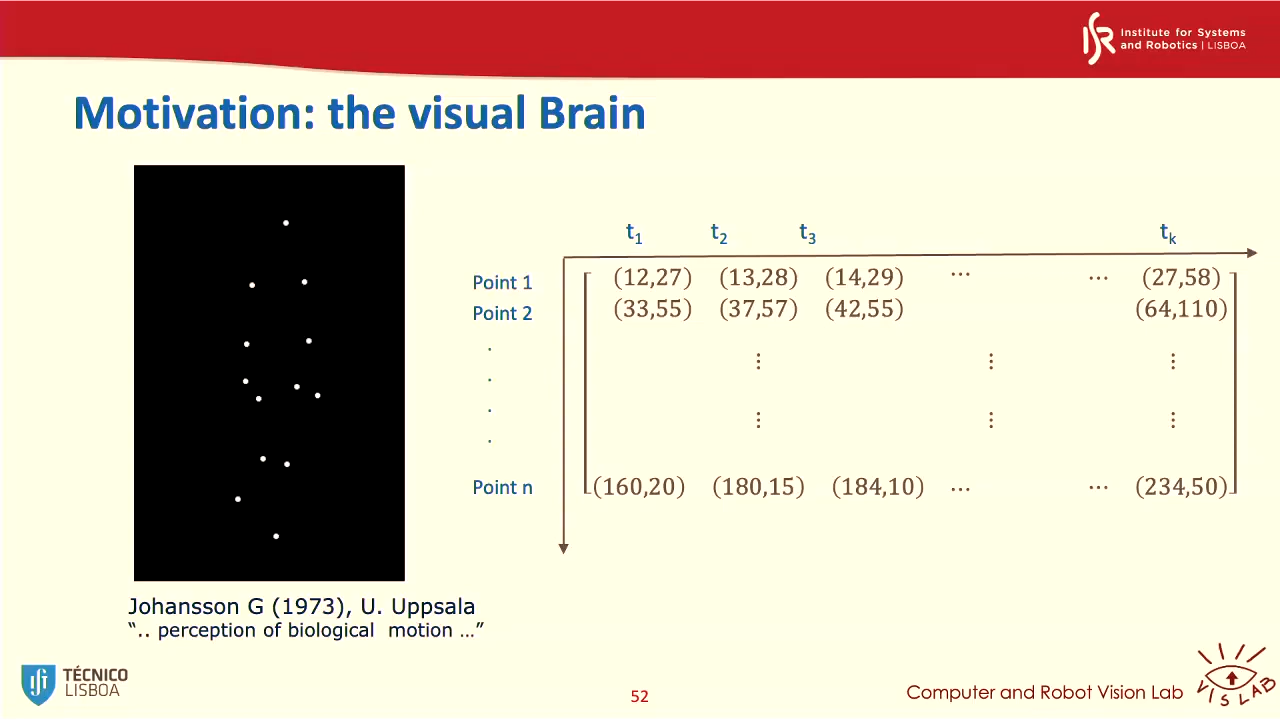 Institute for Systems
and Robotics | LISBOA
Motivation: the visual Brain
t1 t2 t3 tk
Point 1 (12,27) (13,28) (14,29) ... ... (27,58)
Point 2 (33,55) (37,57) (42,55) (64,110)
. ⋮ ⋮ ⋮
.
. ⋮ ⋮ ⋮
.
Point n (160,20) (180,15) (184,10) ... ... (234,50)
Johansson G (1973), U. Uppsala
“.. perception of biological motion ...”
TÉCNICO
LISBOA
52
Computer and Robot Vision Lab
VISLAB